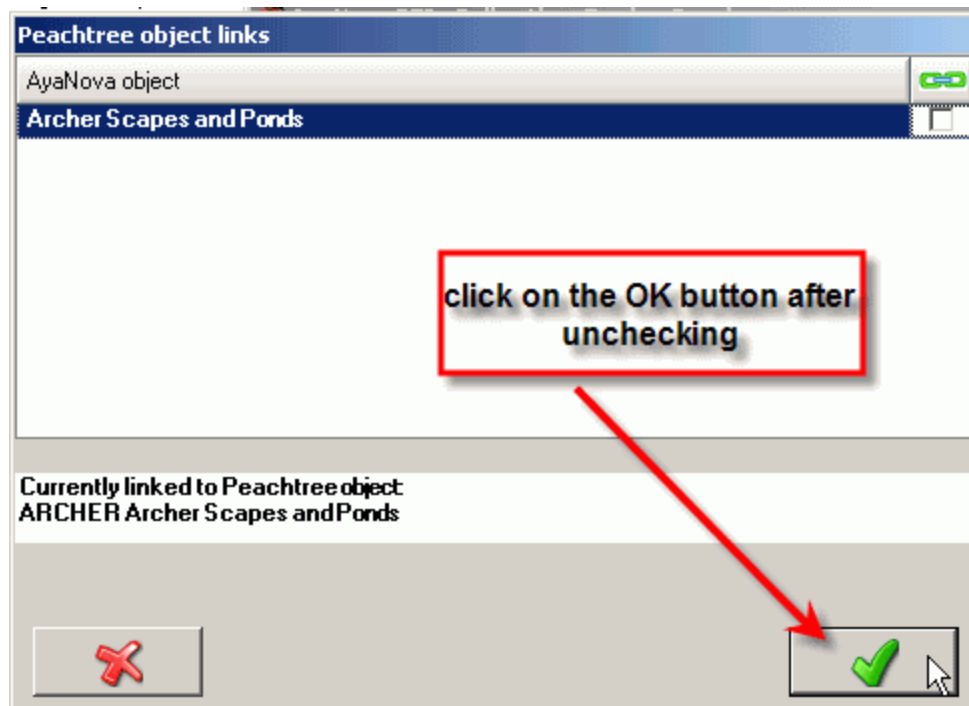 Peachtree object links
AyaNova object
Archer Scapes and Ponds
click on the OK button after
unchecking
Currently linked to Peachtree object:
ARCHER Archer Scapes and Ponds